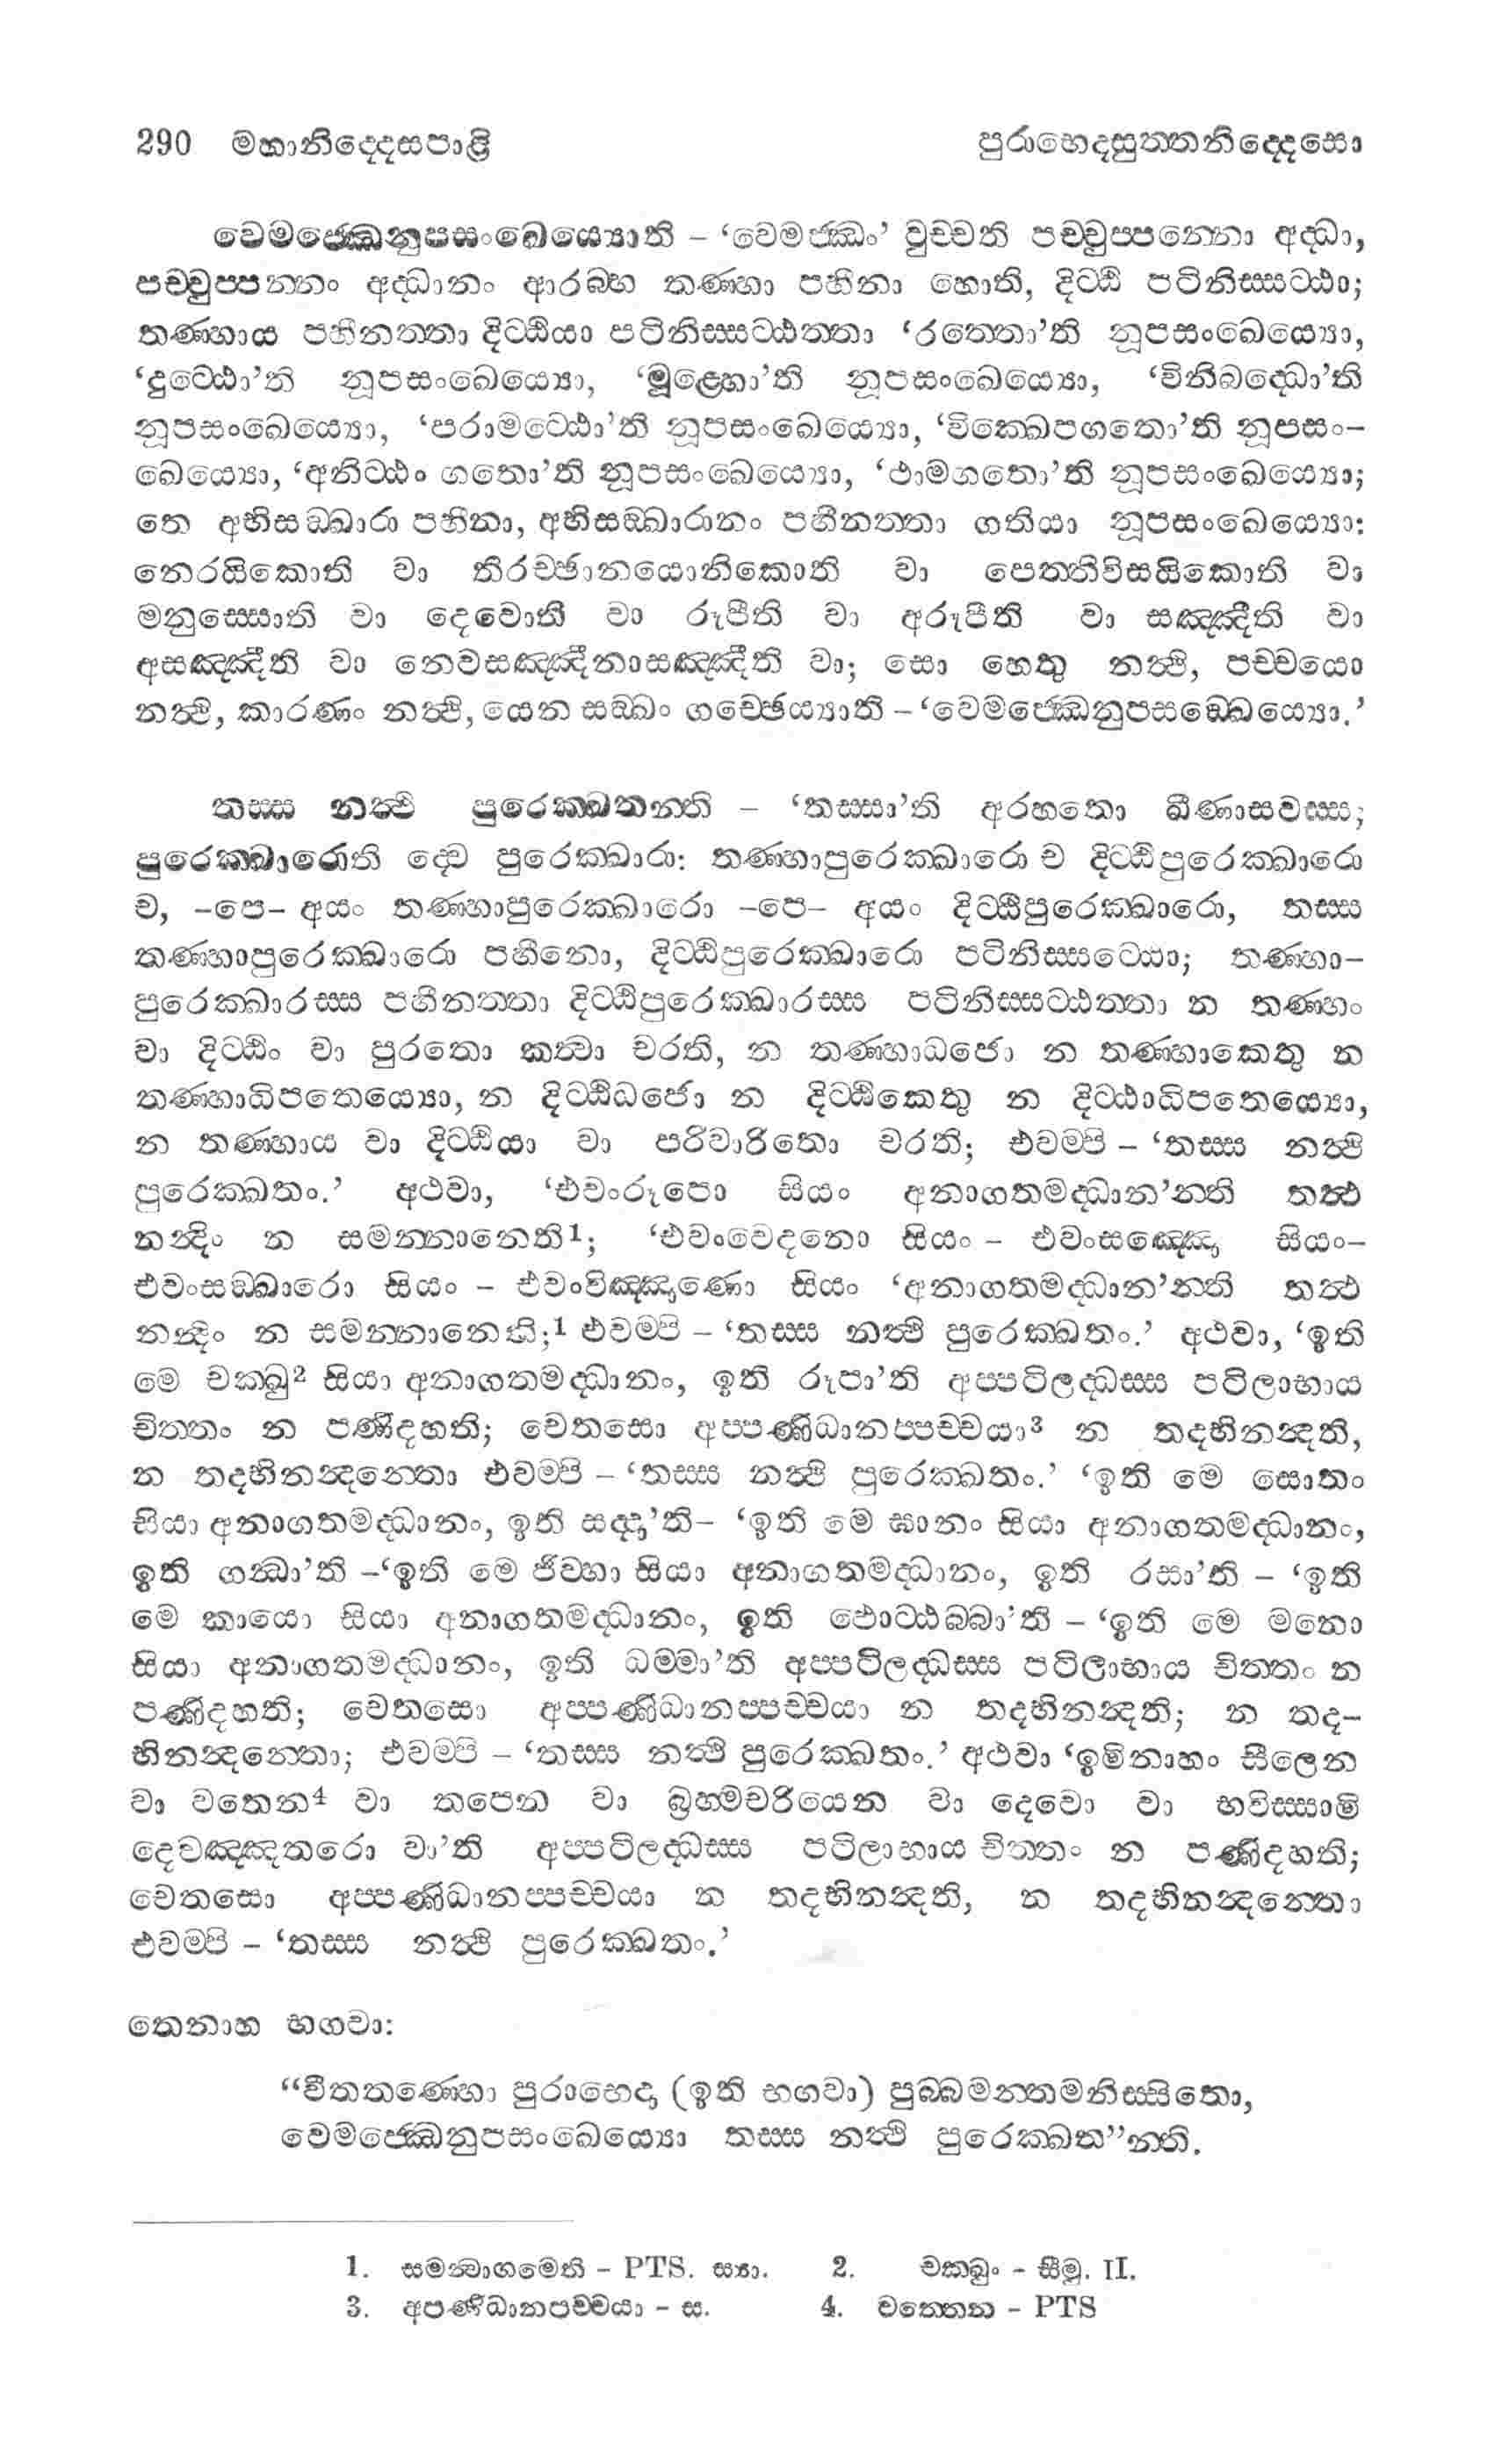 290 මහානිද්දෙසපාළි පුරාභෙදසුත්තනිද්දෙසො
වෙමජ්ඣෙනුපසංඛෙය්‍යොති – ‘වෙමජ්ඣං’ වුච්චති පච්චුප්පන්නො අද්ධා,
පච්චුප්පන්නං අද්ධානං ආරබ්භ තණ්හා පහීනා හොති, දිට්ඨි පටිනිස්සට්ඨා;
තණ්හාය පහීනත්තා දිට්ඨියා පටිනිස්සට්ඨත්තා ‘රත්තො’ති නූපසංඛෙය්‍යො,
‘දුට්ඨො’ති නූපසංඛෙය්‍යො, ‘මූළ්හො’ති නූපසංඛෙය්‍යො, ‘විනිබද්ධො’ති
නූපසංඛෙය්‍යො, ‘පරාමට්ඨො’ති නූපසංඛෙය්‍යො, ‘වික්ඛෙපගතො’ති නූපසං–
ඛෙය්‍යො, ‘අනිට්ඨං ගතො’ති නූපසංඛෙය්‍යො, ‘ථාමගතො’ති නූපසංඛෙය්‍යො;
තෙ අභිසඞ්ඛාරා පහීනා, අභිසඞ්ඛාරානං පහීනත්තා ගතියා නූපසංඛෙය්‍යො:
නෙරයිකොති වා තිරච්ඡානයොනිකොති වා පෙත්තිවිසයිකොති වා
මනුස්සොති වා දෙවොති වා රූපීති වා අරූපීති වා සඤ්ඤීති වා
අසඤ්ඤීති වා නෙවසඤ්ඤීනාසඤ්ඤීති වා; සො හෙතු නත්‍ථි, පච්චයො
නත්‍ථි, කාරණං නත්‍ථි, යෙන සඞ්ඛං ගච්ඡෙය්‍යාති – ‘වෙමජ්ඣෙනුපසඞ්ඛෙය්‍යො.’
තස්ස නත්‍ථි පුරෙක්ඛතන්ති – ‘තස්සා’ති අරහතො ඛීණාසවස්ස;
පුරෙක්ඛාරොති ද්වෙ පුරෙක්ඛාරා: තණ්හාපුරෙක්ඛාරො ච දිට්ඨිපුරෙක්ඛාරො
ච, –පෙ– අයං තණ්හාපුරෙක්ඛාරො –පෙ– අයං දිට්ඨිපුරෙක්ඛාරො, තස්ස
තණ්හාපුරෙක්ඛාරො පහීනො, දිට්ඨිපුරෙක්ඛාරො පටිනිස්සට්ඨො; තණ්හා–
පුරෙක්ඛාරස්ස පහීනත්තා දිට්ඨිපුරෙක්ඛාරස්ස පටිනිස්සට්ඨත්තා න තණ්හං
වා දිට්ඨිං වා පුරතො කත්‍වා චරති, න තණ්හාධජො න තණ්හාකෙතු න
තණ්හාධිපතෙය්‍යො, න දිට්ඨිධජො න දිට්ඨිකෙතු න දිට්ඨාධිපතෙය්‍යො,
න තණ්හාය වා දිට්ඨියා වා පරිවාරිතො චරති; එවම්පි – ‘තස්ස නත්‍ථි
පුරෙක්ඛතං.’ අථවා, ‘එවංරූපො සියං අනාගතමද්ධාන’න්ති තත්‍ථ
නන්‍දිං න සමන්නානෙති1; ‘එවංවෙදනො සියං – එවංසඤ්ඤො සියං–
එවංසඞ්ඛාරො සියං – එවංවිඤ්ඤාණො සියං ‘අනාගතමද්ධාන’න්ති තත්‍ථ
නන්‍දිං න සමන්නානෙති;1 එවම්පි – ‘තස්ස නත්‍ථි පුරෙක්ඛතං.’ අථවා, ‘ඉති
මෙ චක්ඛු2 සියා අනාගතමද්ධානං, ඉති රූපා’ති අප්පටිලද්ධස්ස පටිලාභාය
චිත්තං න පණිදහති; චෙතසො අප්පණිධානප්පච්චයා3 න තදභිනන්‍දති,
න තදභිනන්‍දන්තො එවම්පි – ‘තස්ස නත්‍ථි පුරෙක්ඛතං.’ ‘ඉති මෙ සොතං
සියා අනාගතමද්ධානං, ඉති සද්දා’ති– ‘ඉති මෙ ඝානං සියා අනාගතමද්ධානං,
ඉති ගන්‍ධා’ති –‘ඉති මෙ ජිව්හා සියා අනාගතමද්ධානං, ඉති රසා’ති – ‘ඉති
මෙ කායො සියා අනාගතමද්ධානං, ඉති ඵොට්ඨබ්බා’ති – ‘ඉති මෙ මනො
සියා අනාගතමද්ධානං, ඉති ධම්මා’ති අප්පටිලද්ධස්ස පටිලාභාය චිත්තං න
පණිදහති; චෙතසො අප්පණිධානප්පච්චයා න තදභිනන්‍දති; න තද–
භිනන්‍දන්තො; එවම්පි – ‘තස්ස නත්‍ථි පුරෙක්ඛතං.’ අථවා ‘ඉමිනාහං සීලෙන
වා වතෙන4 වා තපෙන වා බ්‍රහ්මචරියෙන වා දෙවො වා භවිස්සාමි
දෙවඤ්ඤතරො වා’ති අප්පටිලද්ධස්ස පටිලාභාය චිත්තං න පණිදහති;
චෙතසො අප්පණිධානප්පච්චයා න තදභිනන්‍දති, න තදභිනන්‍දන්තො
එවම්පි – ‘තස්ස නත්‍ථි පුරෙක්ඛතං.’
තෙනාහ භගවා:
“වීතතණ්හො පුරාභෙදා (ඉති භගවා) පුබ්බමන්තමනිස්සිතො,
වෙමජ්ඣෙනුපසංඛෙය්‍යො තස්ස නත්‍ථි පුරෙක්ඛත”න්ති.
1. සමන්‍වාගමෙති – PTS. ස්‍යා. 2. චක්ඛුං - සීමු. II.
3. අපණිධානපච්චයා – ස. 4. වත්තෙන – PTS